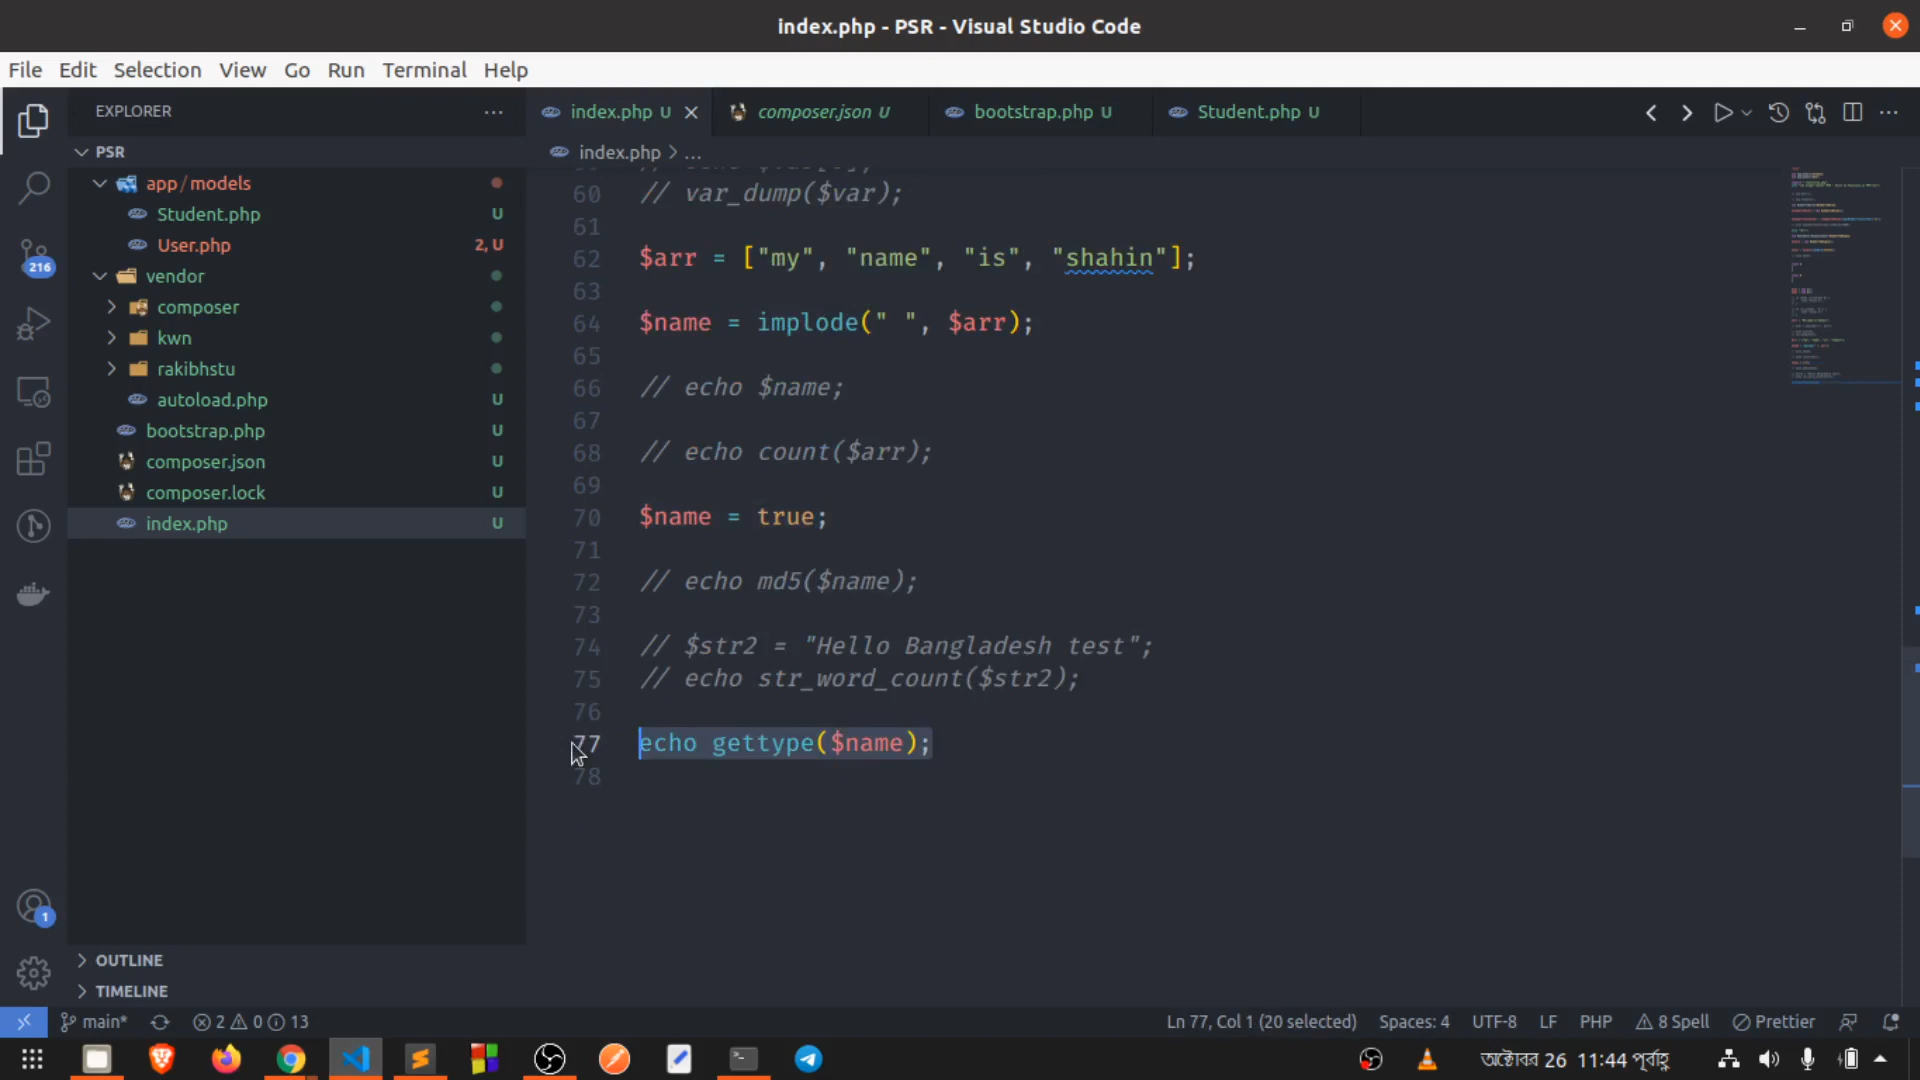 index.php - PSR - Visual Studio Code
File Edit Selection View Go Run Terminal Help
EXPLORER
index.php U
composer.json U
bootstrap.php U
Student.php U
PSR
index.php > ...
app/models
Student.php U
User.php 2, U
vendor
composer
kwn
rakibhstu
autoload.php U
bootstrap.php U
composer.json U
composer.lock U
index.php U
60 // var_dump($var);
61
62 $arr = ["my", "name", "is", "shahin"];
63
64 $name = implode(" ", $arr);
65
66 // echo $name;
67
68 // echo count($arr);
69
70 $name = true;
71
72 // echo md5($name);
73
74 // $str2 = "Hello Bangladesh test";
75 // echo str_word_count($str2);
76
77 echo gettype($name);
78
216
1
OUTLINE
TIMELINE
main* 2 0 13 Ln 77, Col 1 (20 selected) Spaces: 4 UTF-8 LF PHP 8 Spell Prettier
অক্টোবর 26 11:44 পূর্বাহ্ণ